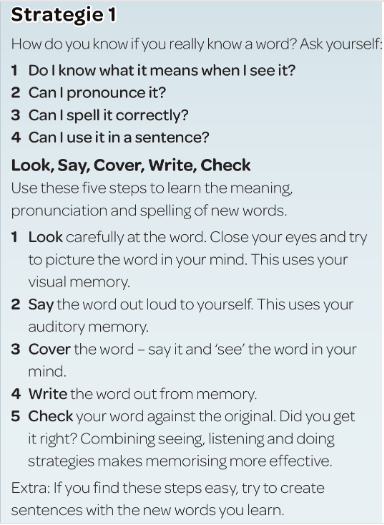 Strategie 1
How do you know if you really know a word? Ask yourself:
1 Do I know what it means when I see it?
2 Can I pronounce it?
3 Can I spell it correctly?
4 Can I use it in a sentence?
Look, Say, Cover, Write, Check
Use these five steps to learn the meaning,
pronunciation and spelling of new words.
1 Look carefully at the word. Close your eyes and try
to picture the word in your mind. This uses your
visual memory.
2 Say the word out loud to yourself. This uses your
auditory memory.
3 Cover the word – say it and ‘see’ the word in your
mind.
4 Write the word out from memory.
5 Check your word against the original. Did you get
it right? Combining seeing, listening and doing
strategies makes memorising more effective.
Extra: If you find these steps easy, try to create
sentences with the new words you learn.